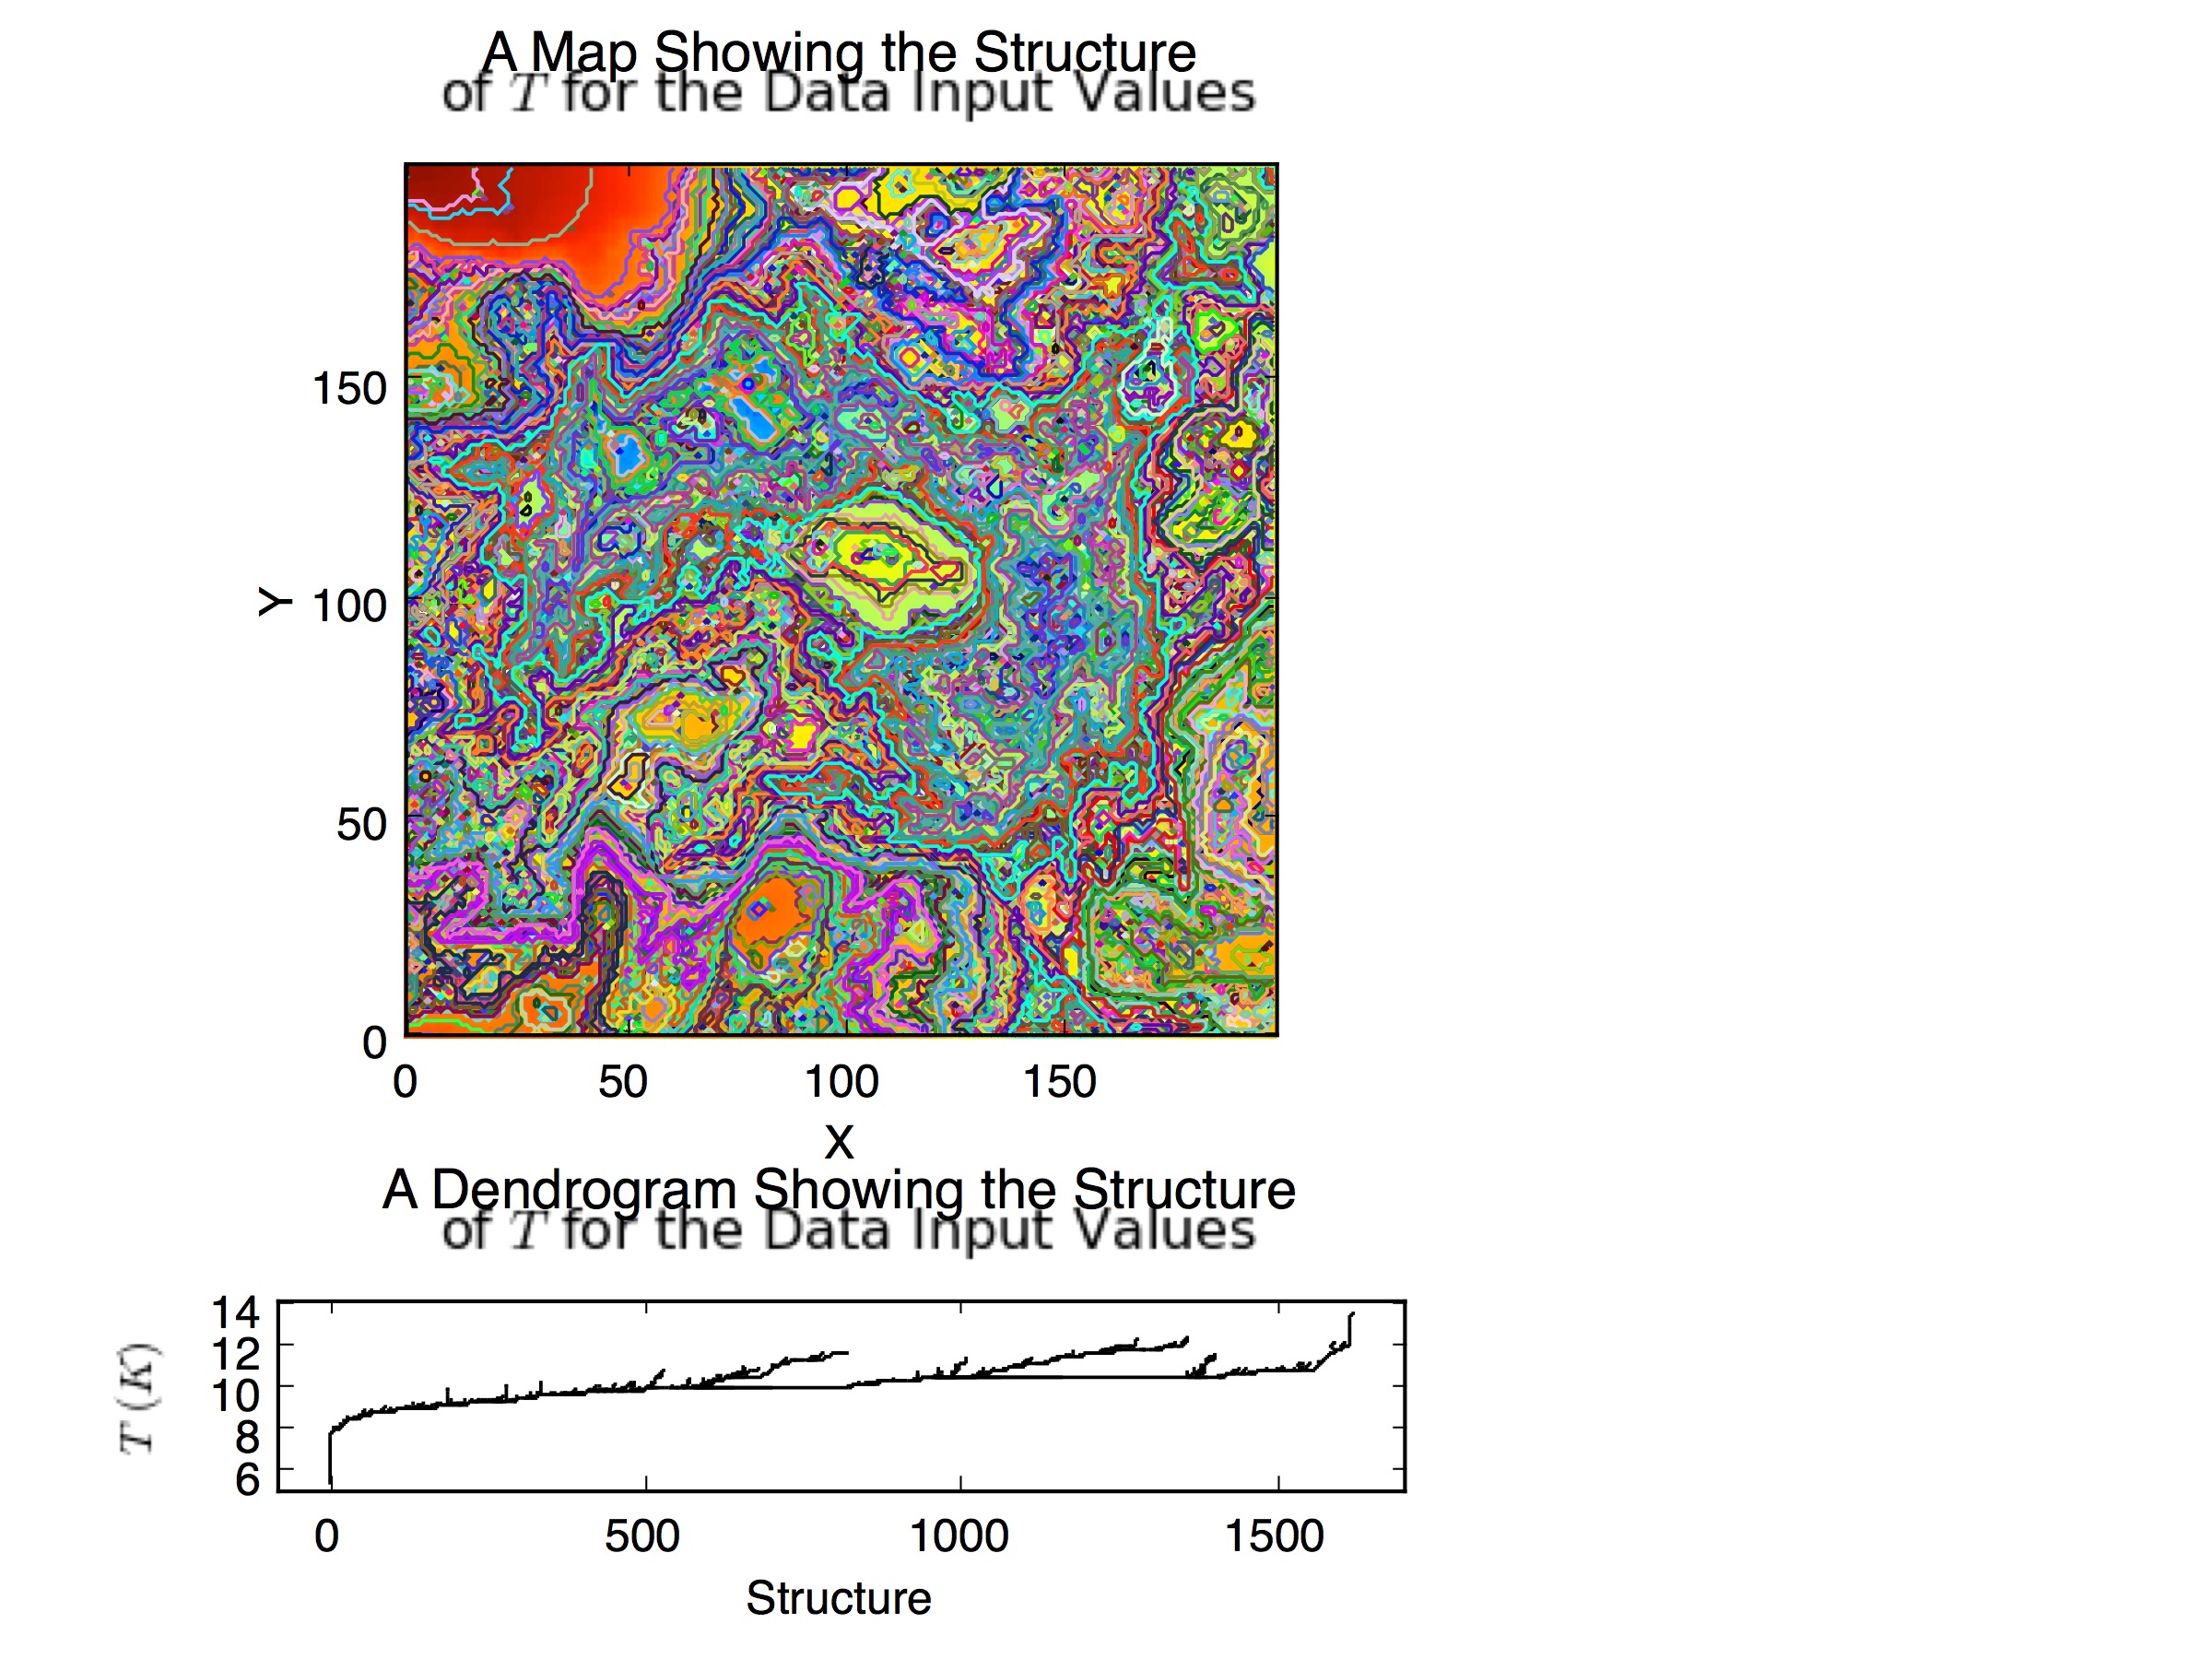 A Map Showing the Structure
of T for the Data Input Values
150
Y 100
50
0
0 50 100 150
X
A Dendrogram Showing the Structure
of T for the Data Input Values
14
12
10
8
6
T (K)
0 500 1000 1500
Structure